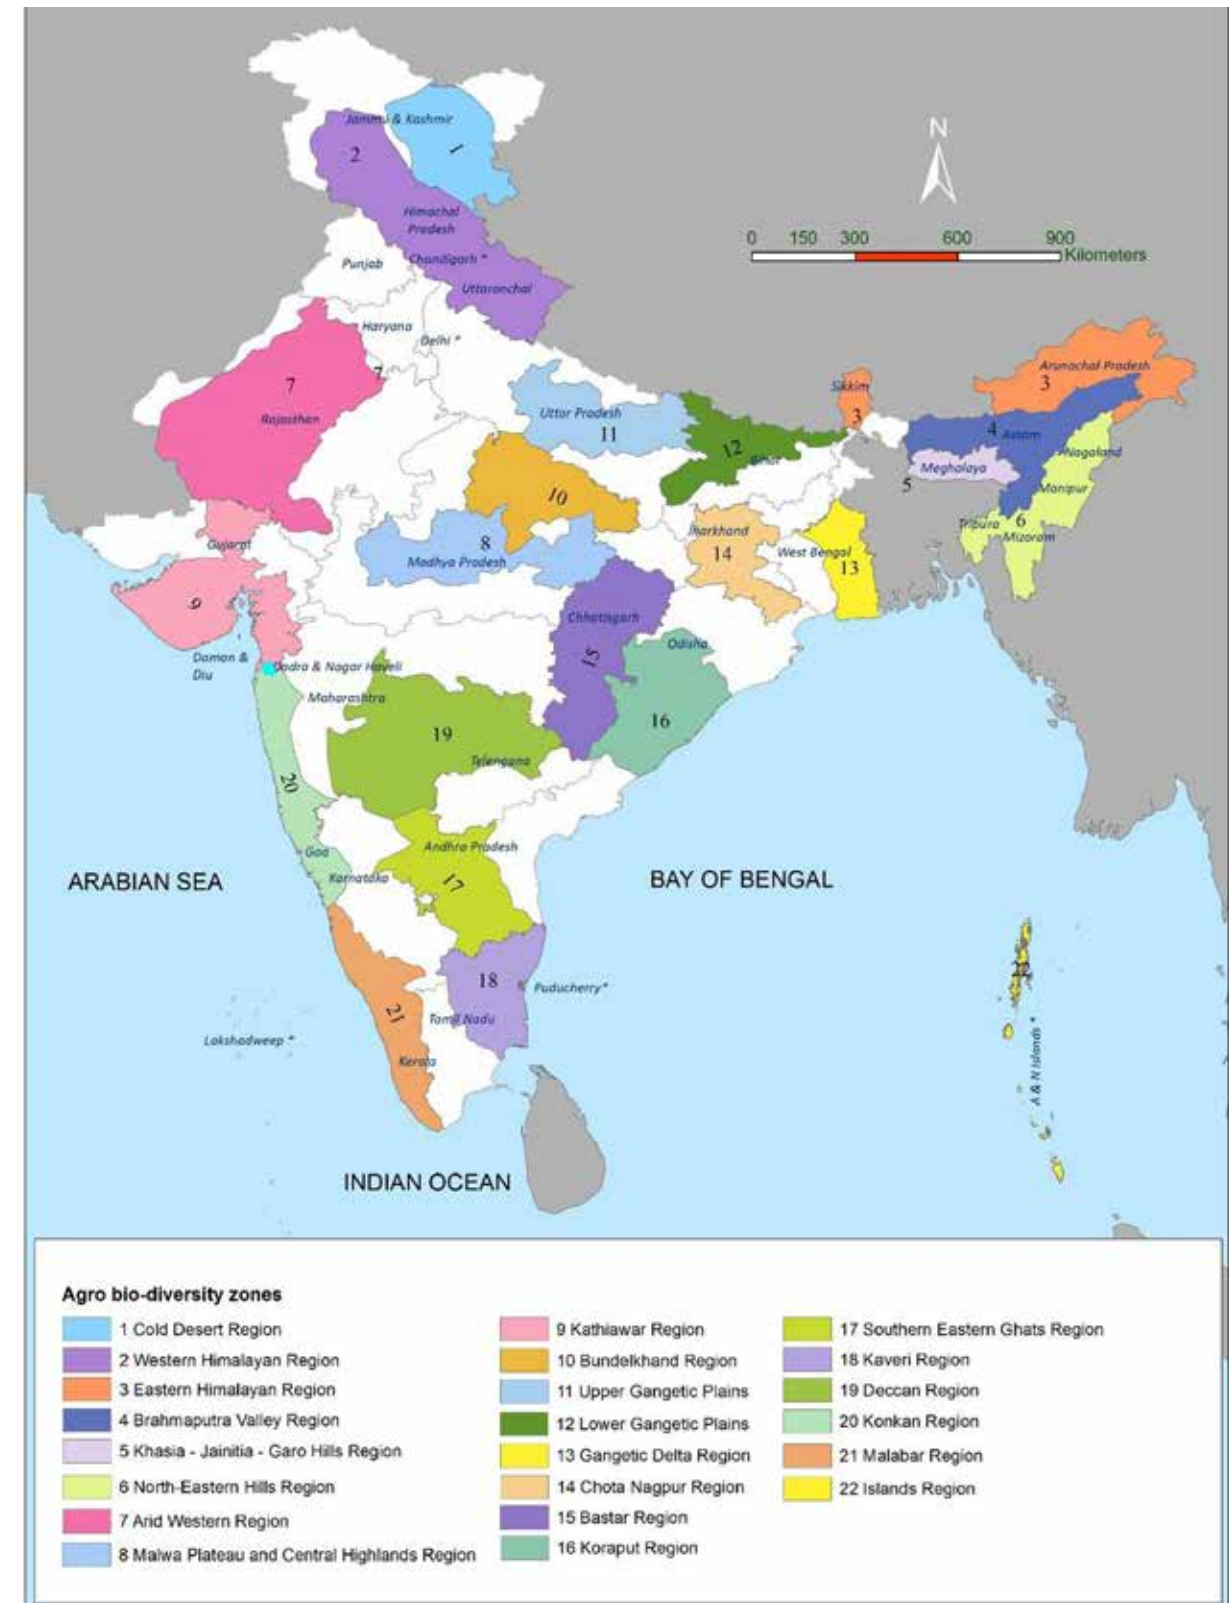 Jammu & Kashmir
2
1
Himachal
Pradesh
Chandigarh *
Uttaranchal
Punjab
Haryana
Delhi *
N
0 150 300 600 900
Kilometers
7
7
Rajasthan
Uttar Pradesh
11
12
Bihar
Sikkim
3
Arunachal Pradesh
3
4
Assam
Meghalaya
5
Nagaland
Manipur
6
Tripura
Mizoram
10
8
Madhya Pradesh
Jharkhand
14
West Bengal
13
Gujarat
9
Daman &
Diu
Dadra & Nagar Haveli
Maharashtra
Chhatisgarh
15
Odisha
16
19
Telengana
20
Goa
Karnataka
Andhra Pradesh
17
ARABIAN SEA
BAY OF BENGAL
18
Puducherry*
Tamil Nadu
21
Kerala
Lakshadweep *
22
A & N Islands *
INDIAN OCEAN
Agro bio-diversity zones
1 Cold Desert Region
2 Western Himalayan Region
3 Eastern Himalayan Region
4 Brahmaputra Valley Region
5 Khasia - Jainitia - Garo Hills Region
6 North-Eastern Hills Region
7 Arid Western Region
8 Malwa Plateau and Central Highlands Region
9 Kathiawar Region
10 Bundelkhand Region
11 Upper Gangetic Plains
12 Lower Gangetic Plains
13 Gangetic Delta Region
14 Chota Nagpur Region
15 Bastar Region
16 Koraput Region
17 Southern Eastern Ghats Region
18 Kaveri Region
19 Deccan Region
20 Konkan Region
21 Malabar Region
22 Islands Region